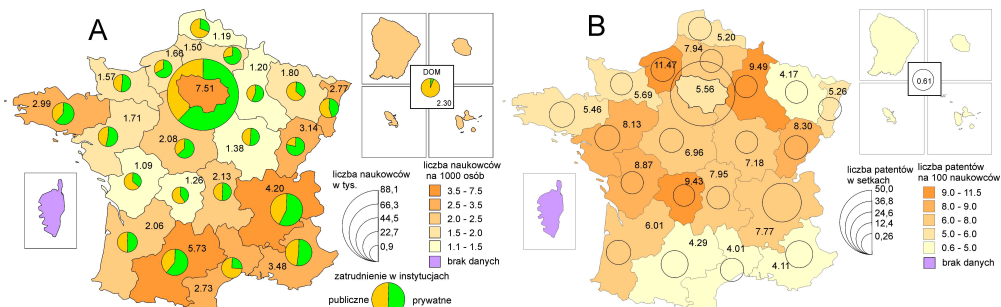 A
1.19
1.50
1.66
1.20
1.80
1.57
2.77
7.51
2.99
1.71
3.14
2.08
1.38
1.09
1.26
2.13
4.20
2.06
5.73
3.48
2.73
DOM
2.30
liczba naukowców
w tys.
88,1
66,3
44,5
22,7
0,9
liczba naukowców
na 1000 osób
3.5 - 7.5
2.5 - 3.5
2.0 - 2.5
1.5 - 2.0
1.1 - 1.5
brak danych
zatrudnienie w instytucjach
publiczne
prywatne
B
5.20
7.94
11.47
9.49
4.17
5.69
5.56
5.26
5.46
8.13
8.30
6.96
7.18
8.87
9.43
7.95
6.01
7.77
4.29
4.01
4.11
0.61
liczba patentów
w setkach
50,0
36,8
24,6
12,4
0,26
liczba patentów
na 100 naukowców
9.0 - 11.5
8.0 - 9.0
6.0 - 8.0
5.0 - 6.0
0.6 - 5.0
brak danych